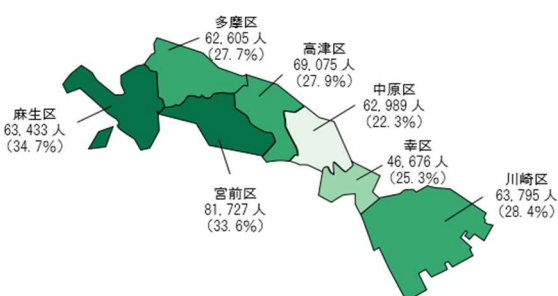 多摩区
62,605 人
(27.7%)
高津区
69,075 人
(27.9%)
中原区
62,989 人
(22.3%)
麻生区
63,433 人
(34.7%)
幸区
46,676 人
(25.3%)
川崎区
63,795 人
(28.4%)
宮前区
81,727 人
(33.6%)